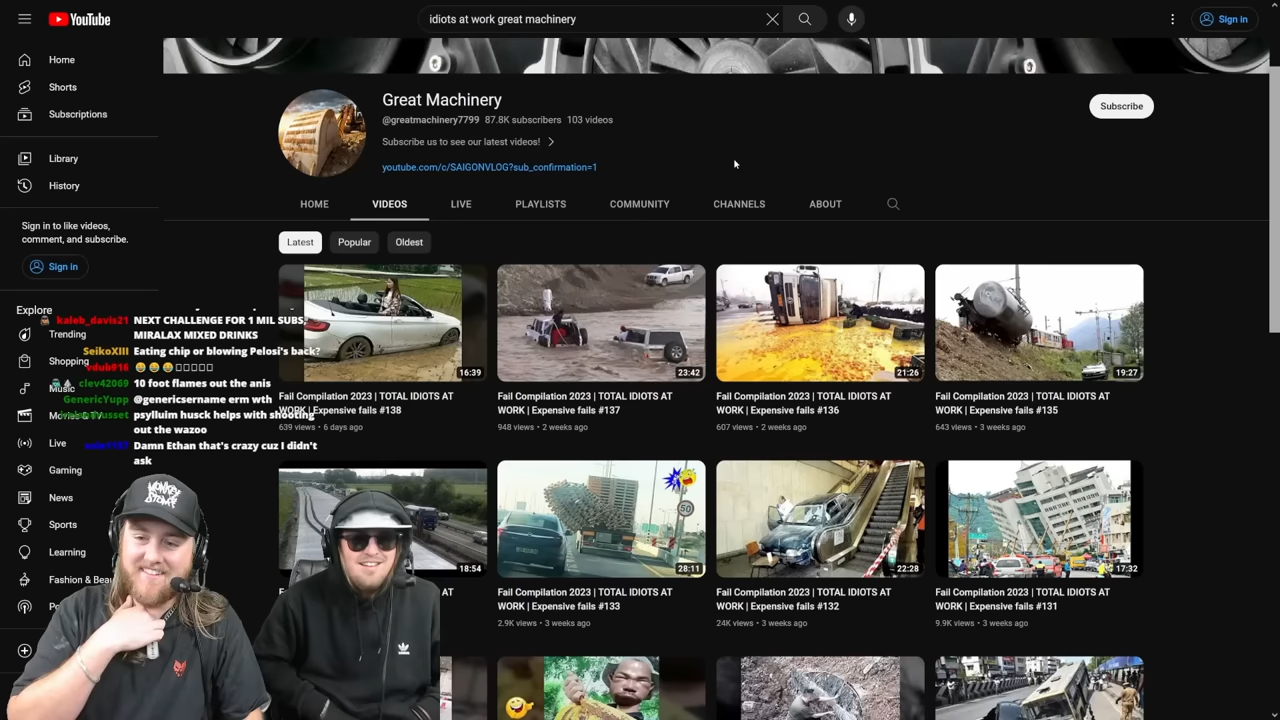 YouTube
idiots at work great machinery
Sign in
Home
Shorts
Subscriptions
Library
History
Sign in to like videos,
comment, and subscribe.
Sign in
Explore
Trending
Shopping
Music
Live
Gaming
News
Sports
Learning
Fashion & Beau
Great Machinery
@greatmachinery7799 87.8K subscribers 103 videos
Subscribe us to see our latest videos!
youtube.com/c/SAIGONVLOG?sub_confirmation=1
Subscribe
HOME VIDEOS LIVE PLAYLISTS COMMUNITY CHANNELS ABOUT
Latest Popular Oldest
16:39
23:42
21:26
19:27
Fail Compilation 2023 | TOTAL IDIOTS AT
WORK | Expensive fails #138
639 views • 6 days ago
Fail Compilation 2023 | TOTAL IDIOTS AT
WORK | Expensive fails #137
948 views • 2 weeks ago
Fail Compilation 2023 | TOTAL IDIOTS AT
WORK | Expensive fails #136
607 views • 2 weeks ago
Fail Compilation 2023 | TOTAL IDIOTS AT
WORK | Expensive fails #135
643 views • 3 weeks ago
kaleb_davis21 NEXT CHALLENGE FOR 1 MIL SUBS.
MIRALAX MIXED DRINKS
SeikoXIII Eating chip or blowing Pelosi's back?
vdub916
clev42069 10 foot flames out the anis
GenericYupp @genericsername erm wth
psyllium husck helps with shooting
out the wazoo
Damn Ethan that's crazy cuz I didn't
ask
18:54
50
28:11
22:28
17:32
Fail Compilation 2023 | TOTAL IDIOTS AT
WORK | Expensive fails #133
2.9K views • 3 weeks ago
Fail Compilation 2023 | TOTAL IDIOTS AT
WORK | Expensive fails #132
24K views • 3 weeks ago
Fail Compilation 2023 | TOTAL IDIOTS AT
WORK | Expensive fails #131
9.9K views • 3 weeks ago